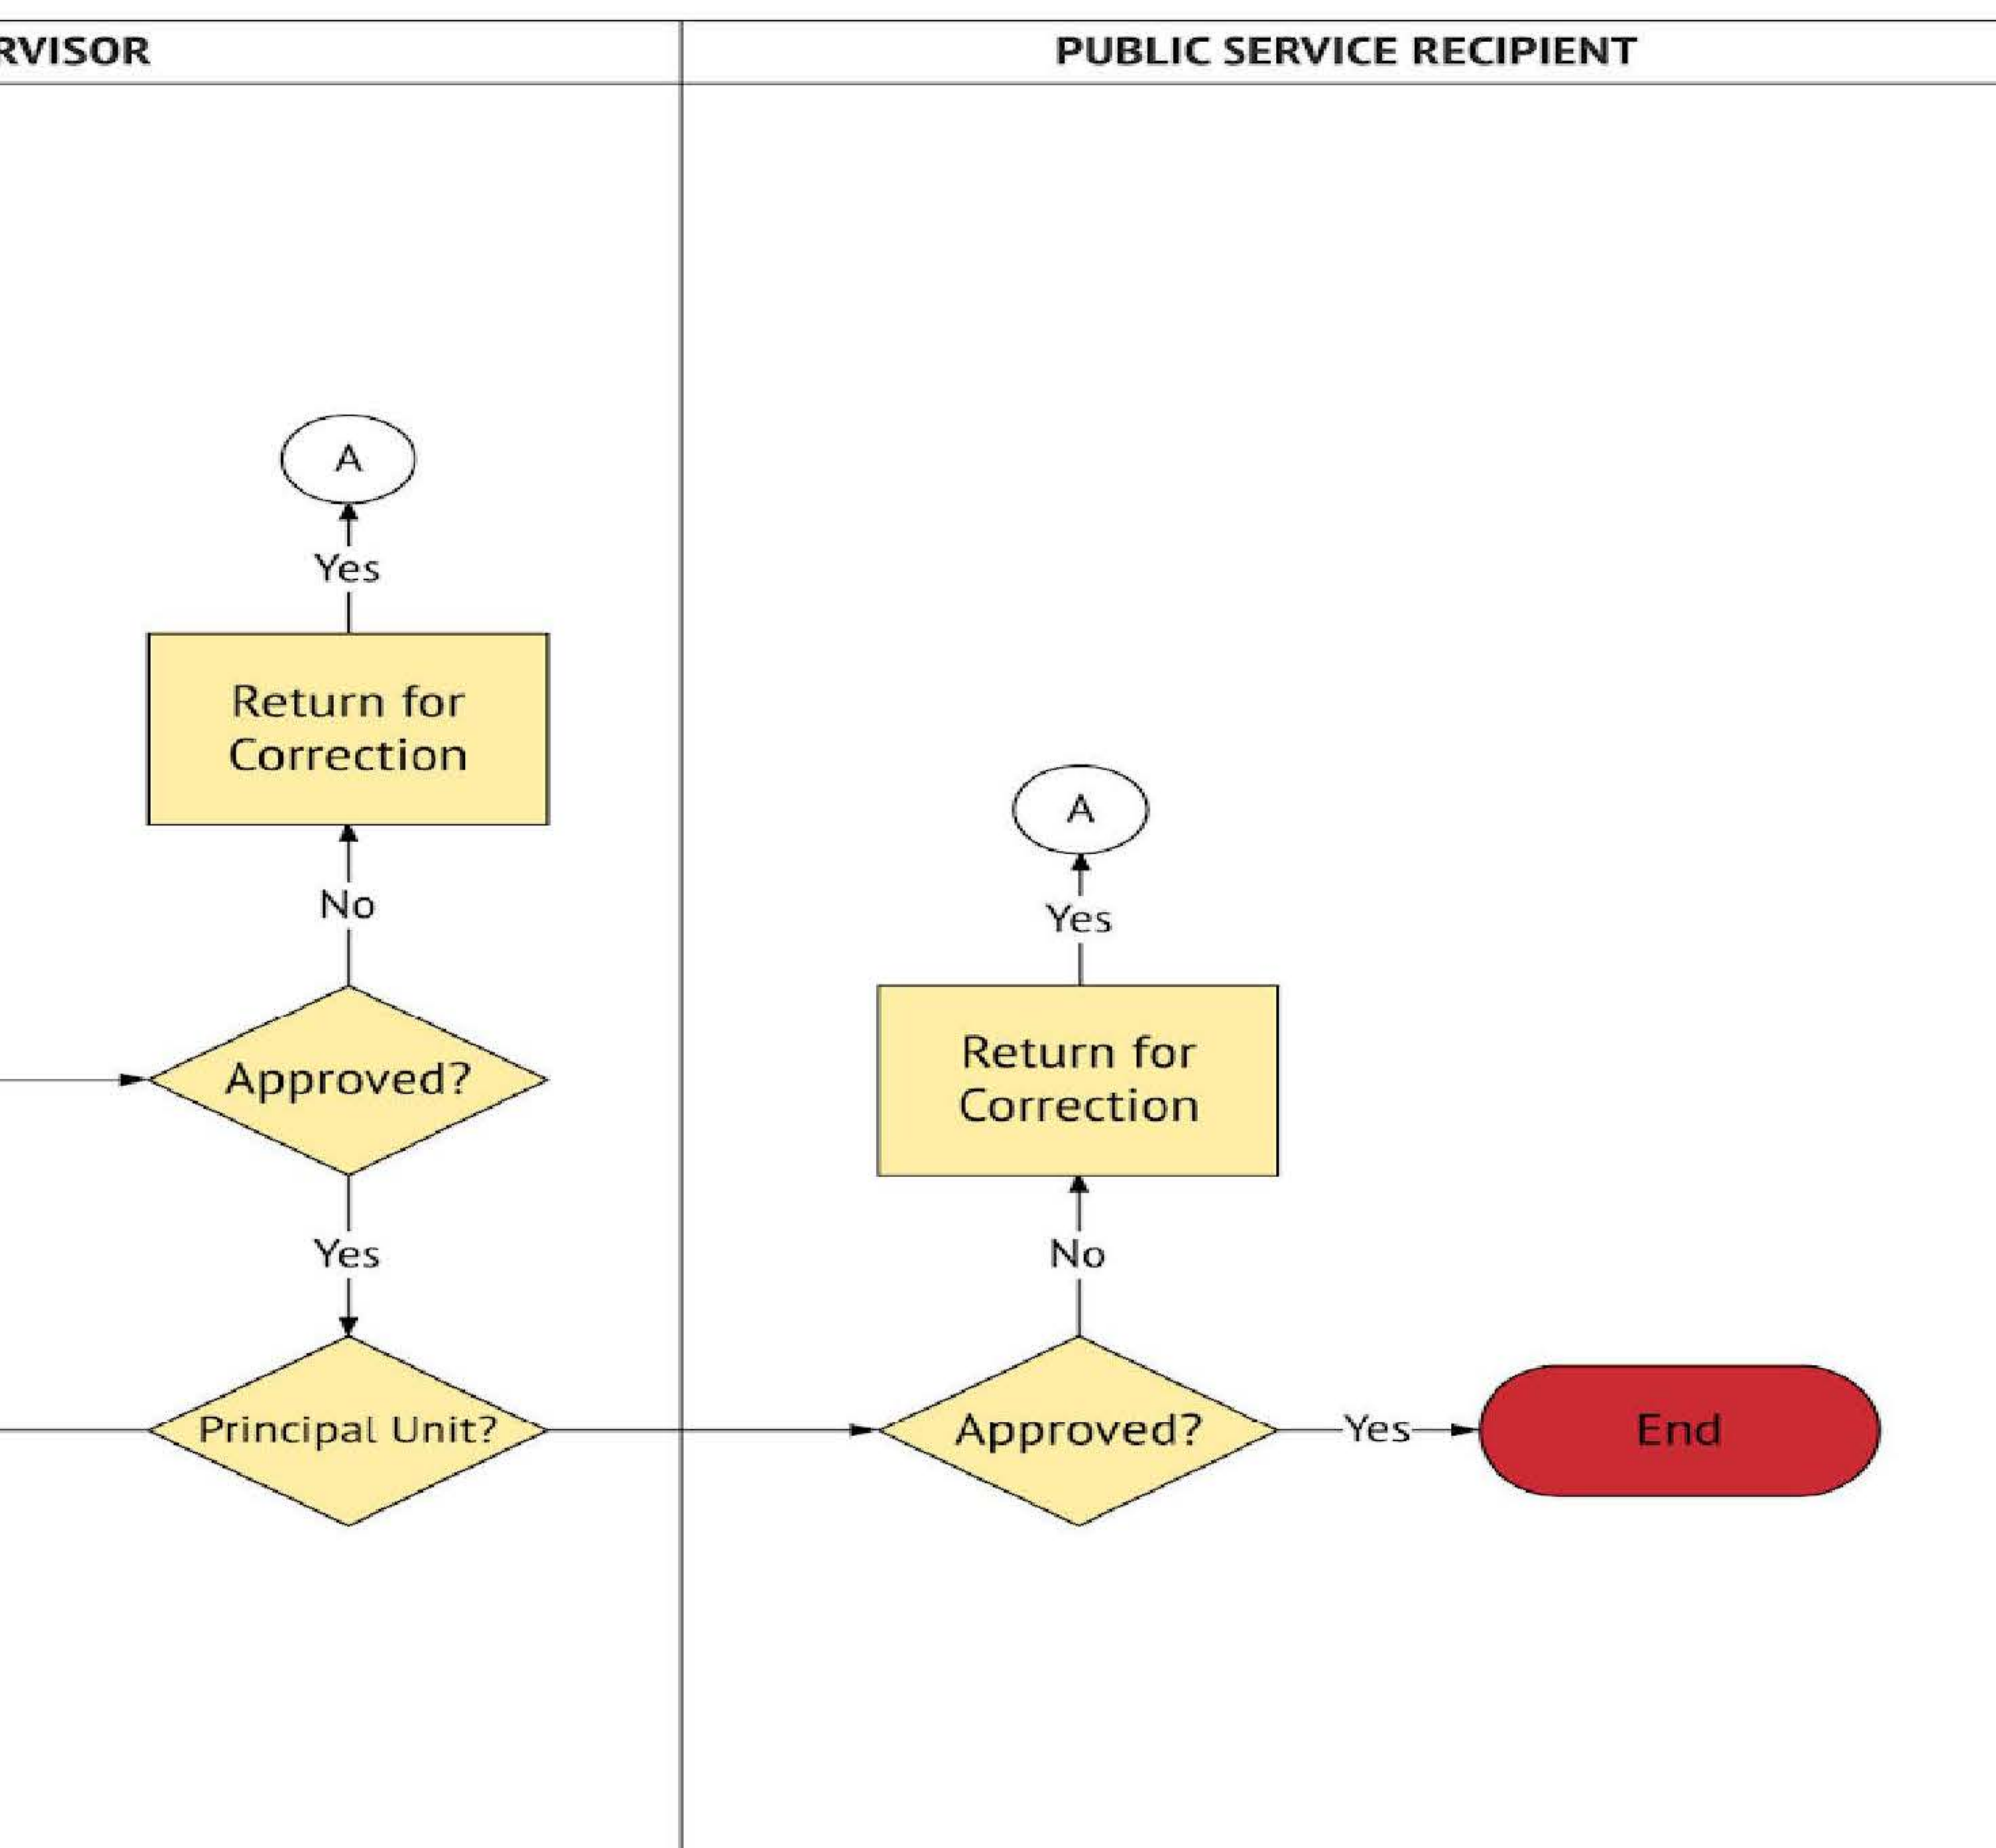 RVISOR
PUBLIC SERVICE RECIPIENT
A
Yes
Return for
Correction
No
Approved?
Yes
Principal Unit?
A
Yes
Return for
Correction
No
Approved?
Yes
End